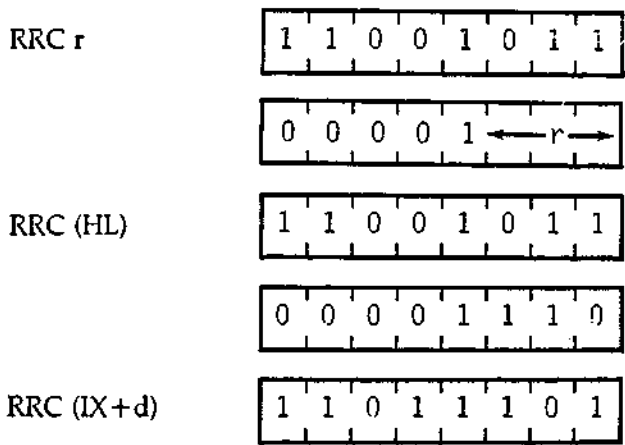 RRC r 1 1 0 0 1 0 1 1
0 0 0 0 1 r
RRC (HL) 1 1 0 0 1 0 1 1
0 0 0 0 1 1 1 0
RRC (IX+d) 1 1 0 1 1 1 0 1